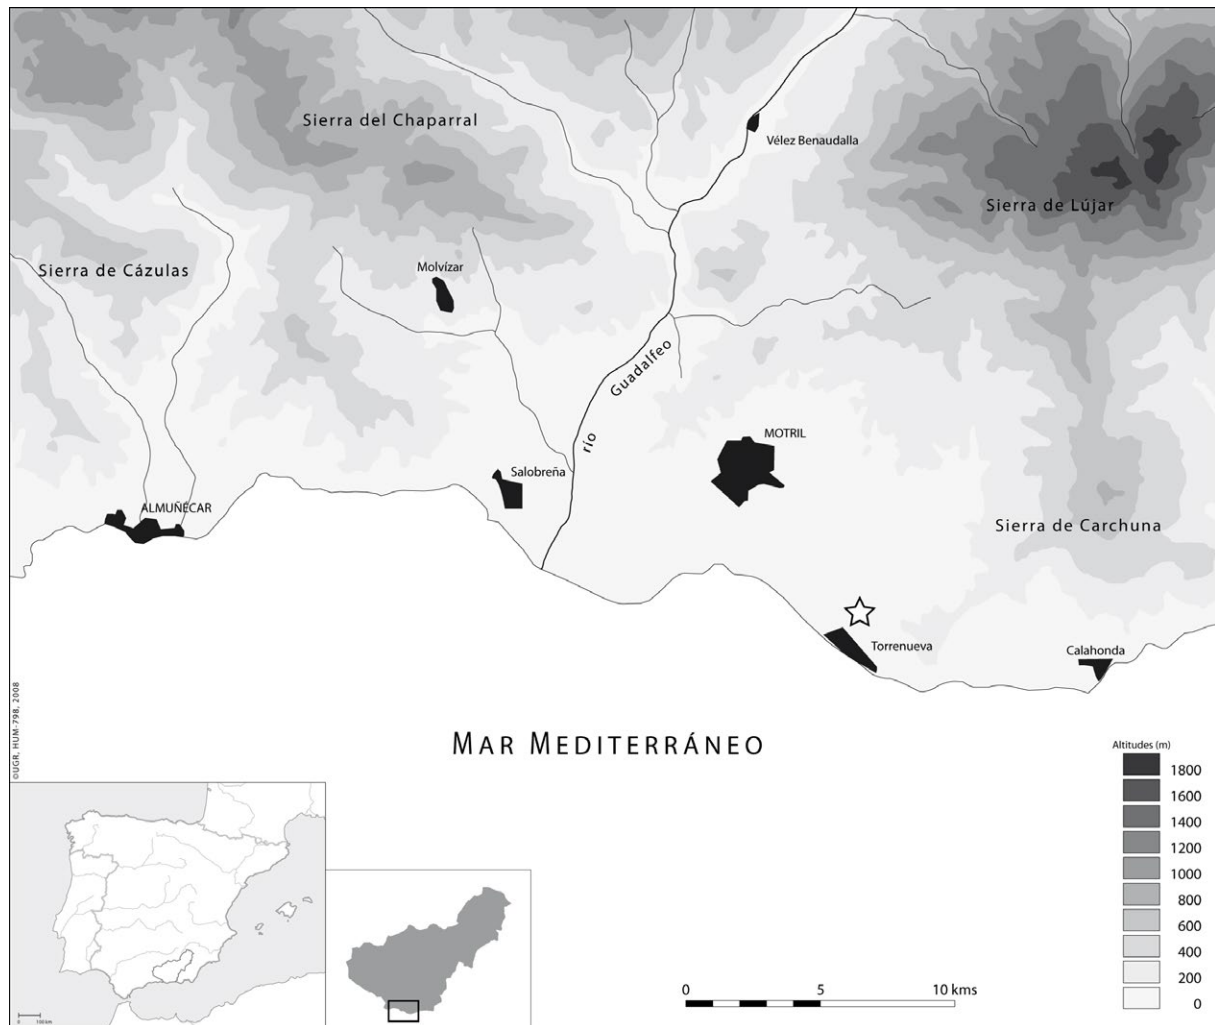 Sierra del Chaparral
Vélez Benaudalla
Sierra de Lújar
Sierra de Cázulas
Molvízar
río Guadalfeo
MOTRIL
Salobreña
ALMUÑÉCAR
Sierra de Carchuna
Torrenueva
Calahonda
©UGR, HUM-798, 2008
MAR MEDITERRÁNEO
Altitudes (m)
1800
1600
1400
1200
1000
800
600
400
200
0
0 5 10 kms